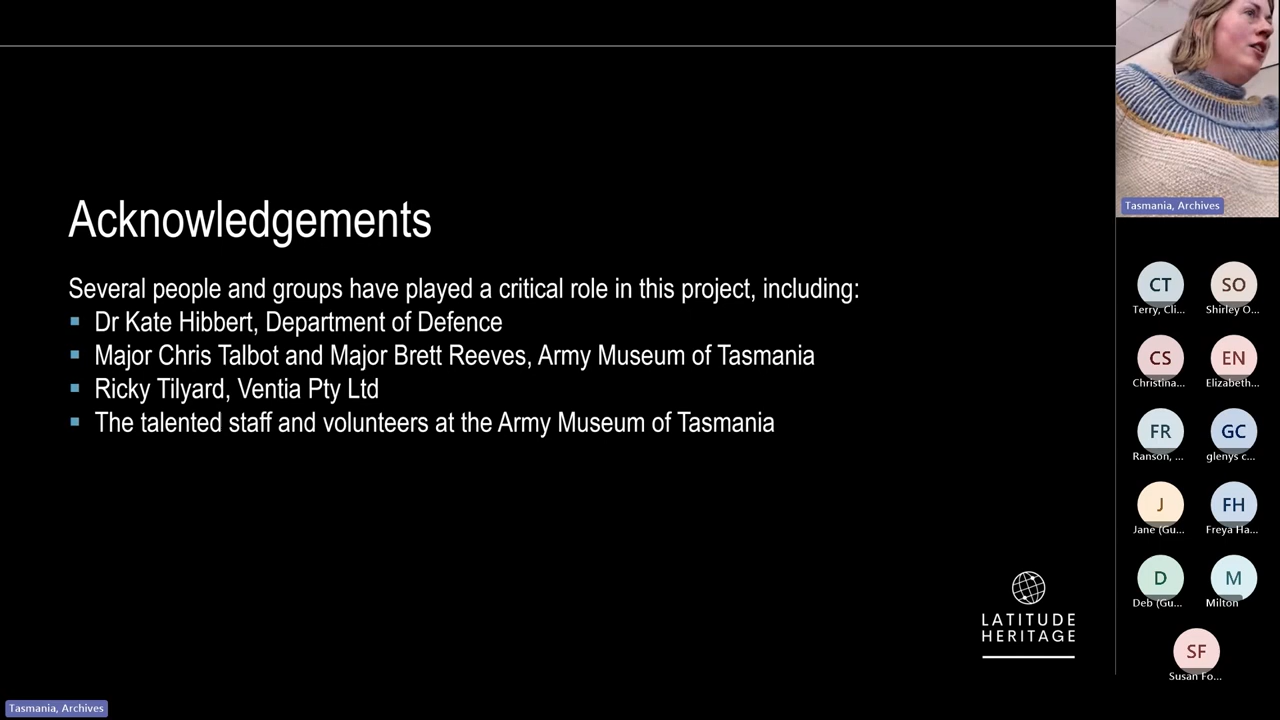 Acknowledgements
Several people and groups have played a critical role in this project, including:
Dr Kate Hibbert, Department of Defence
Major Chris Talbot and Major Brett Reeves, Army Museum of Tasmania
Ricky Tilyard, Ventia Pty Ltd
The talented staff and volunteers at the Army Museum of Tasmania
LATITUDE
HERITAGE
Tasmania, Archives
Tasmania, Archives
CT SO
Terry, Cli... Shirley O...
CS EN
Christina... Elizabeth...
FR GC
Ranson, ... glenys c...
J FH
Jane (Gu... Freya Ha...
D M
Deb (Gu... Milton
SF
Susan Fo...